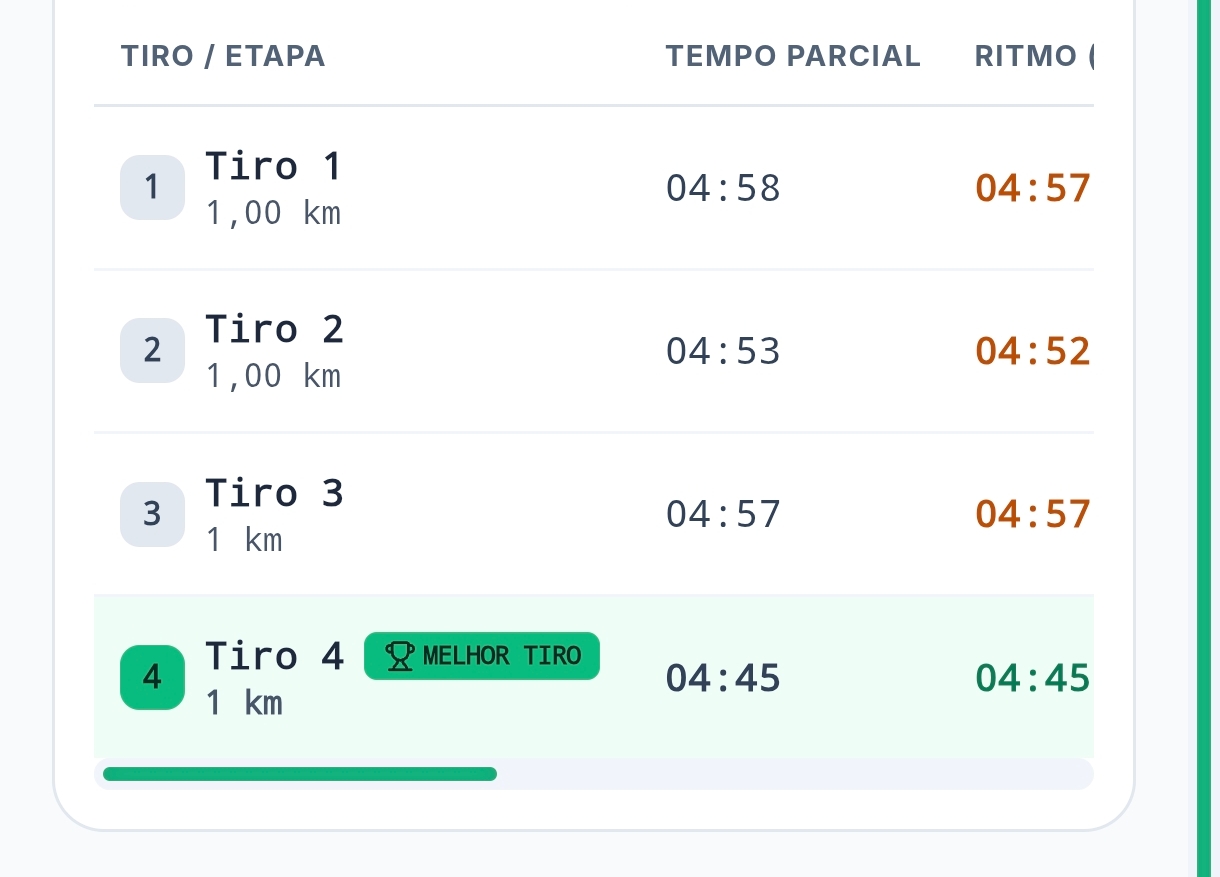 TIRO / ETAPA TEMPO PARCIAL RITMO (
1 Tiro 1 04:58 04:57
1,00 km
2 Tiro 2 04:53 04:52
1,00 km
3 Tiro 3 04:57 04:57
1 km
4 Tiro 4 MELHOR TIRO 04:45 04:45
1 km